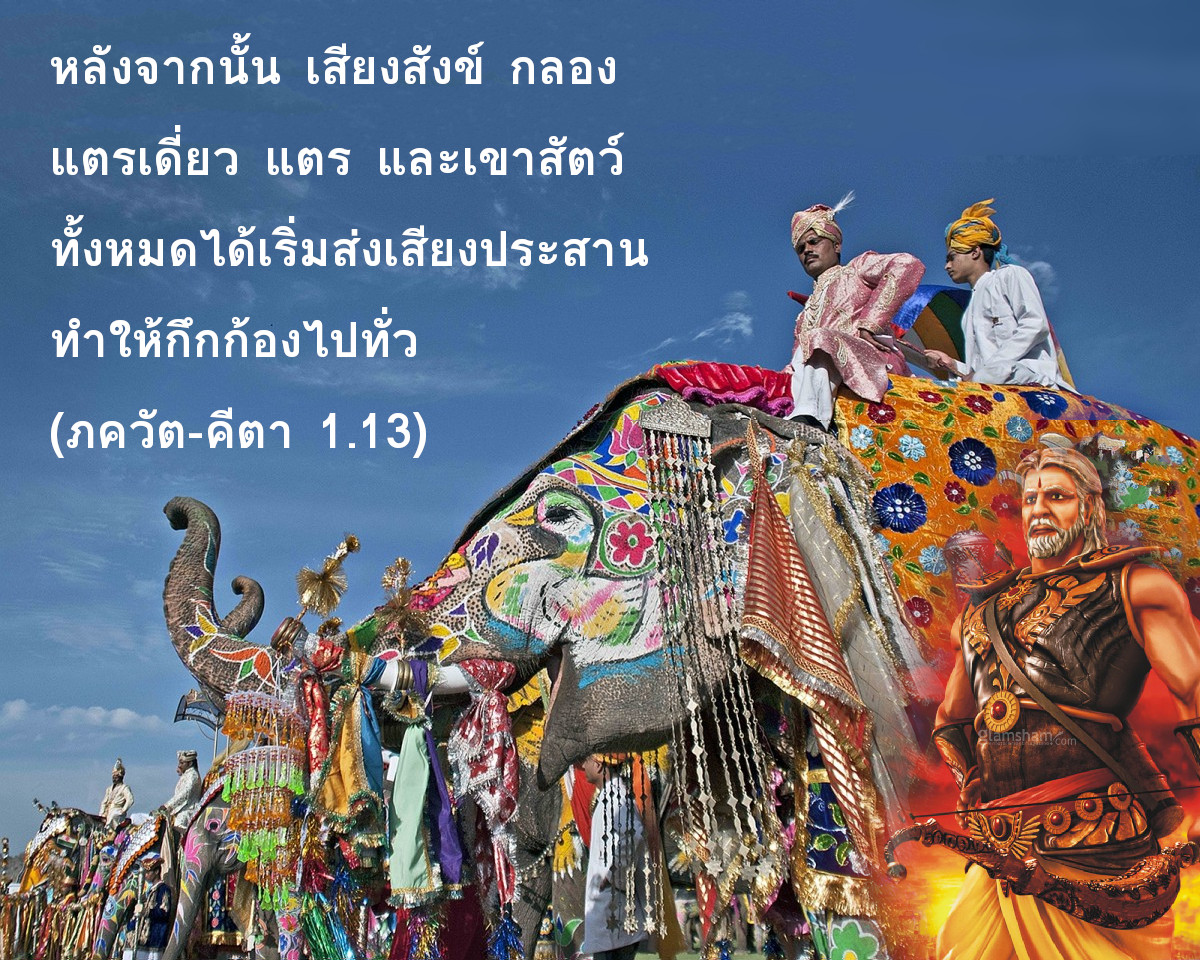 หลังจากนั้น เสียงสังข์ กลอง
แตรเดี่ยว แตร และเขาสัตว์
ทั้งหมดได้เริ่มส่งเสียงประสาน
ทำให้กึกก้องไปทั่ว
(ภควัต-คีตา 1.13)
glamsham.com